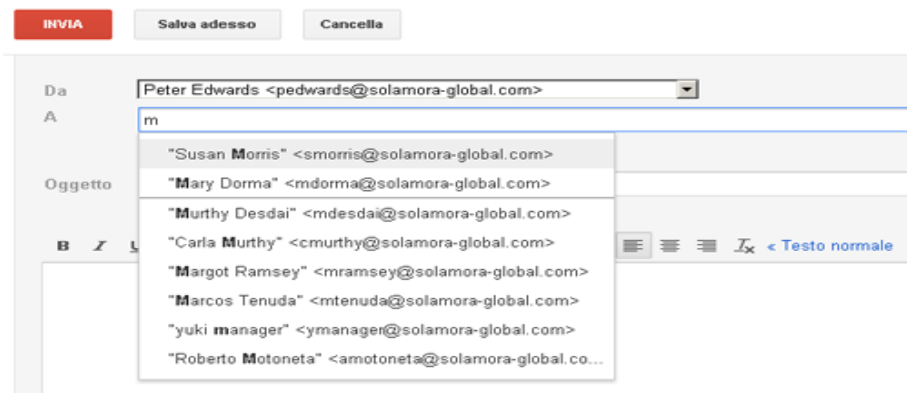 INVIA Salva adesso Cancella
Da Peter Edwards <pedwards@solamora-global.com>
A m
"Susan Morris" <smorris@solamora-global.com>
"Mary Dorma" <mdorma@solamora-global.com>
Oggetto
"Murthy Desdai" <mdesdai@solamora-global.com>
"Carla Murthy" <cmurthy@solamora-global.com>
B I U Tx « Testo normale
"Margot Ramsey" <mramsey@solamora-global.com>
"Marcos Tenuda" <mtenuda@solamora-global.com>
"yuki manager" <ymanager@solamora-global.com>
"Roberto Motoneta" <amotoneta@solamora-global.co...